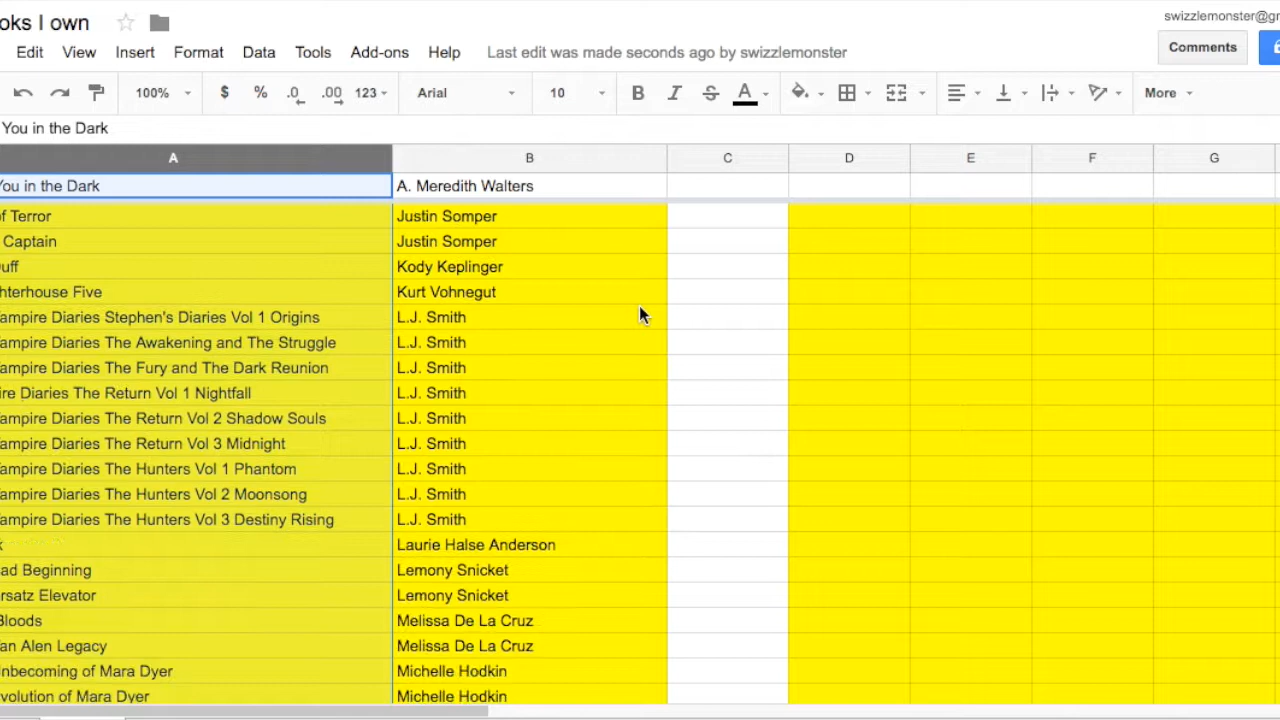 oks I own
swizzlemonster@gr
Edit View Insert Format Data Tools Add-ons Help Last edit was made seconds ago by swizzlemonster
Comments
100% $ % .0 .00 123 Arial 10 B I S A More
You in the Dark
A B C D E F G
You in the Dark A. Meredith Walters
of Terror Justin Somper
Captain Justin Somper
Duff Kody Keplinger
hterhouse Five Kurt Vohnegut
ampire Diaries Stephen's Diaries Vol 1 Origins L.J. Smith
ampire Diaries The Awakening and The Struggle L.J. Smith
ampire Diaries The Fury and The Dark Reunion L.J. Smith
ire Diaries The Return Vol 1 Nightfall L.J. Smith
ampire Diaries The Return Vol 2 Shadow Souls L.J. Smith
ampire Diaries The Return Vol 3 Midnight L.J. Smith
ampire Diaries The Hunters Vol 1 Phantom L.J. Smith
ampire Diaries The Hunters Vol 2 Moonsong L.J. Smith
ampire Diaries The Hunters Vol 3 Destiny Rising L.J. Smith
k Laurie Halse Anderson
ad Beginning Lemony Snicket
rsatz Elevator Lemony Snicket
Bloods Melissa De La Cruz
an Alen Legacy Melissa De La Cruz
nbecoming of Mara Dyer Michelle Hodkin
volution of Mara Dyer Michelle Hodkin